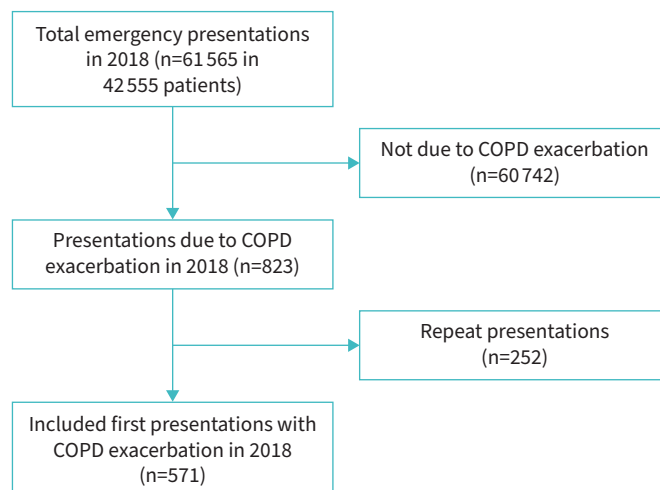 Total emergency presentations
in 2018 (n=61 565 in
42 555 patients)
Not due to COPD exacerbation
(n=60 742)
Presentations due to COPD
exacerbation in 2018 (n=823)
Repeat presentations
(n=252)
Included first presentations with
COPD exacerbation in 2018
(n=571)